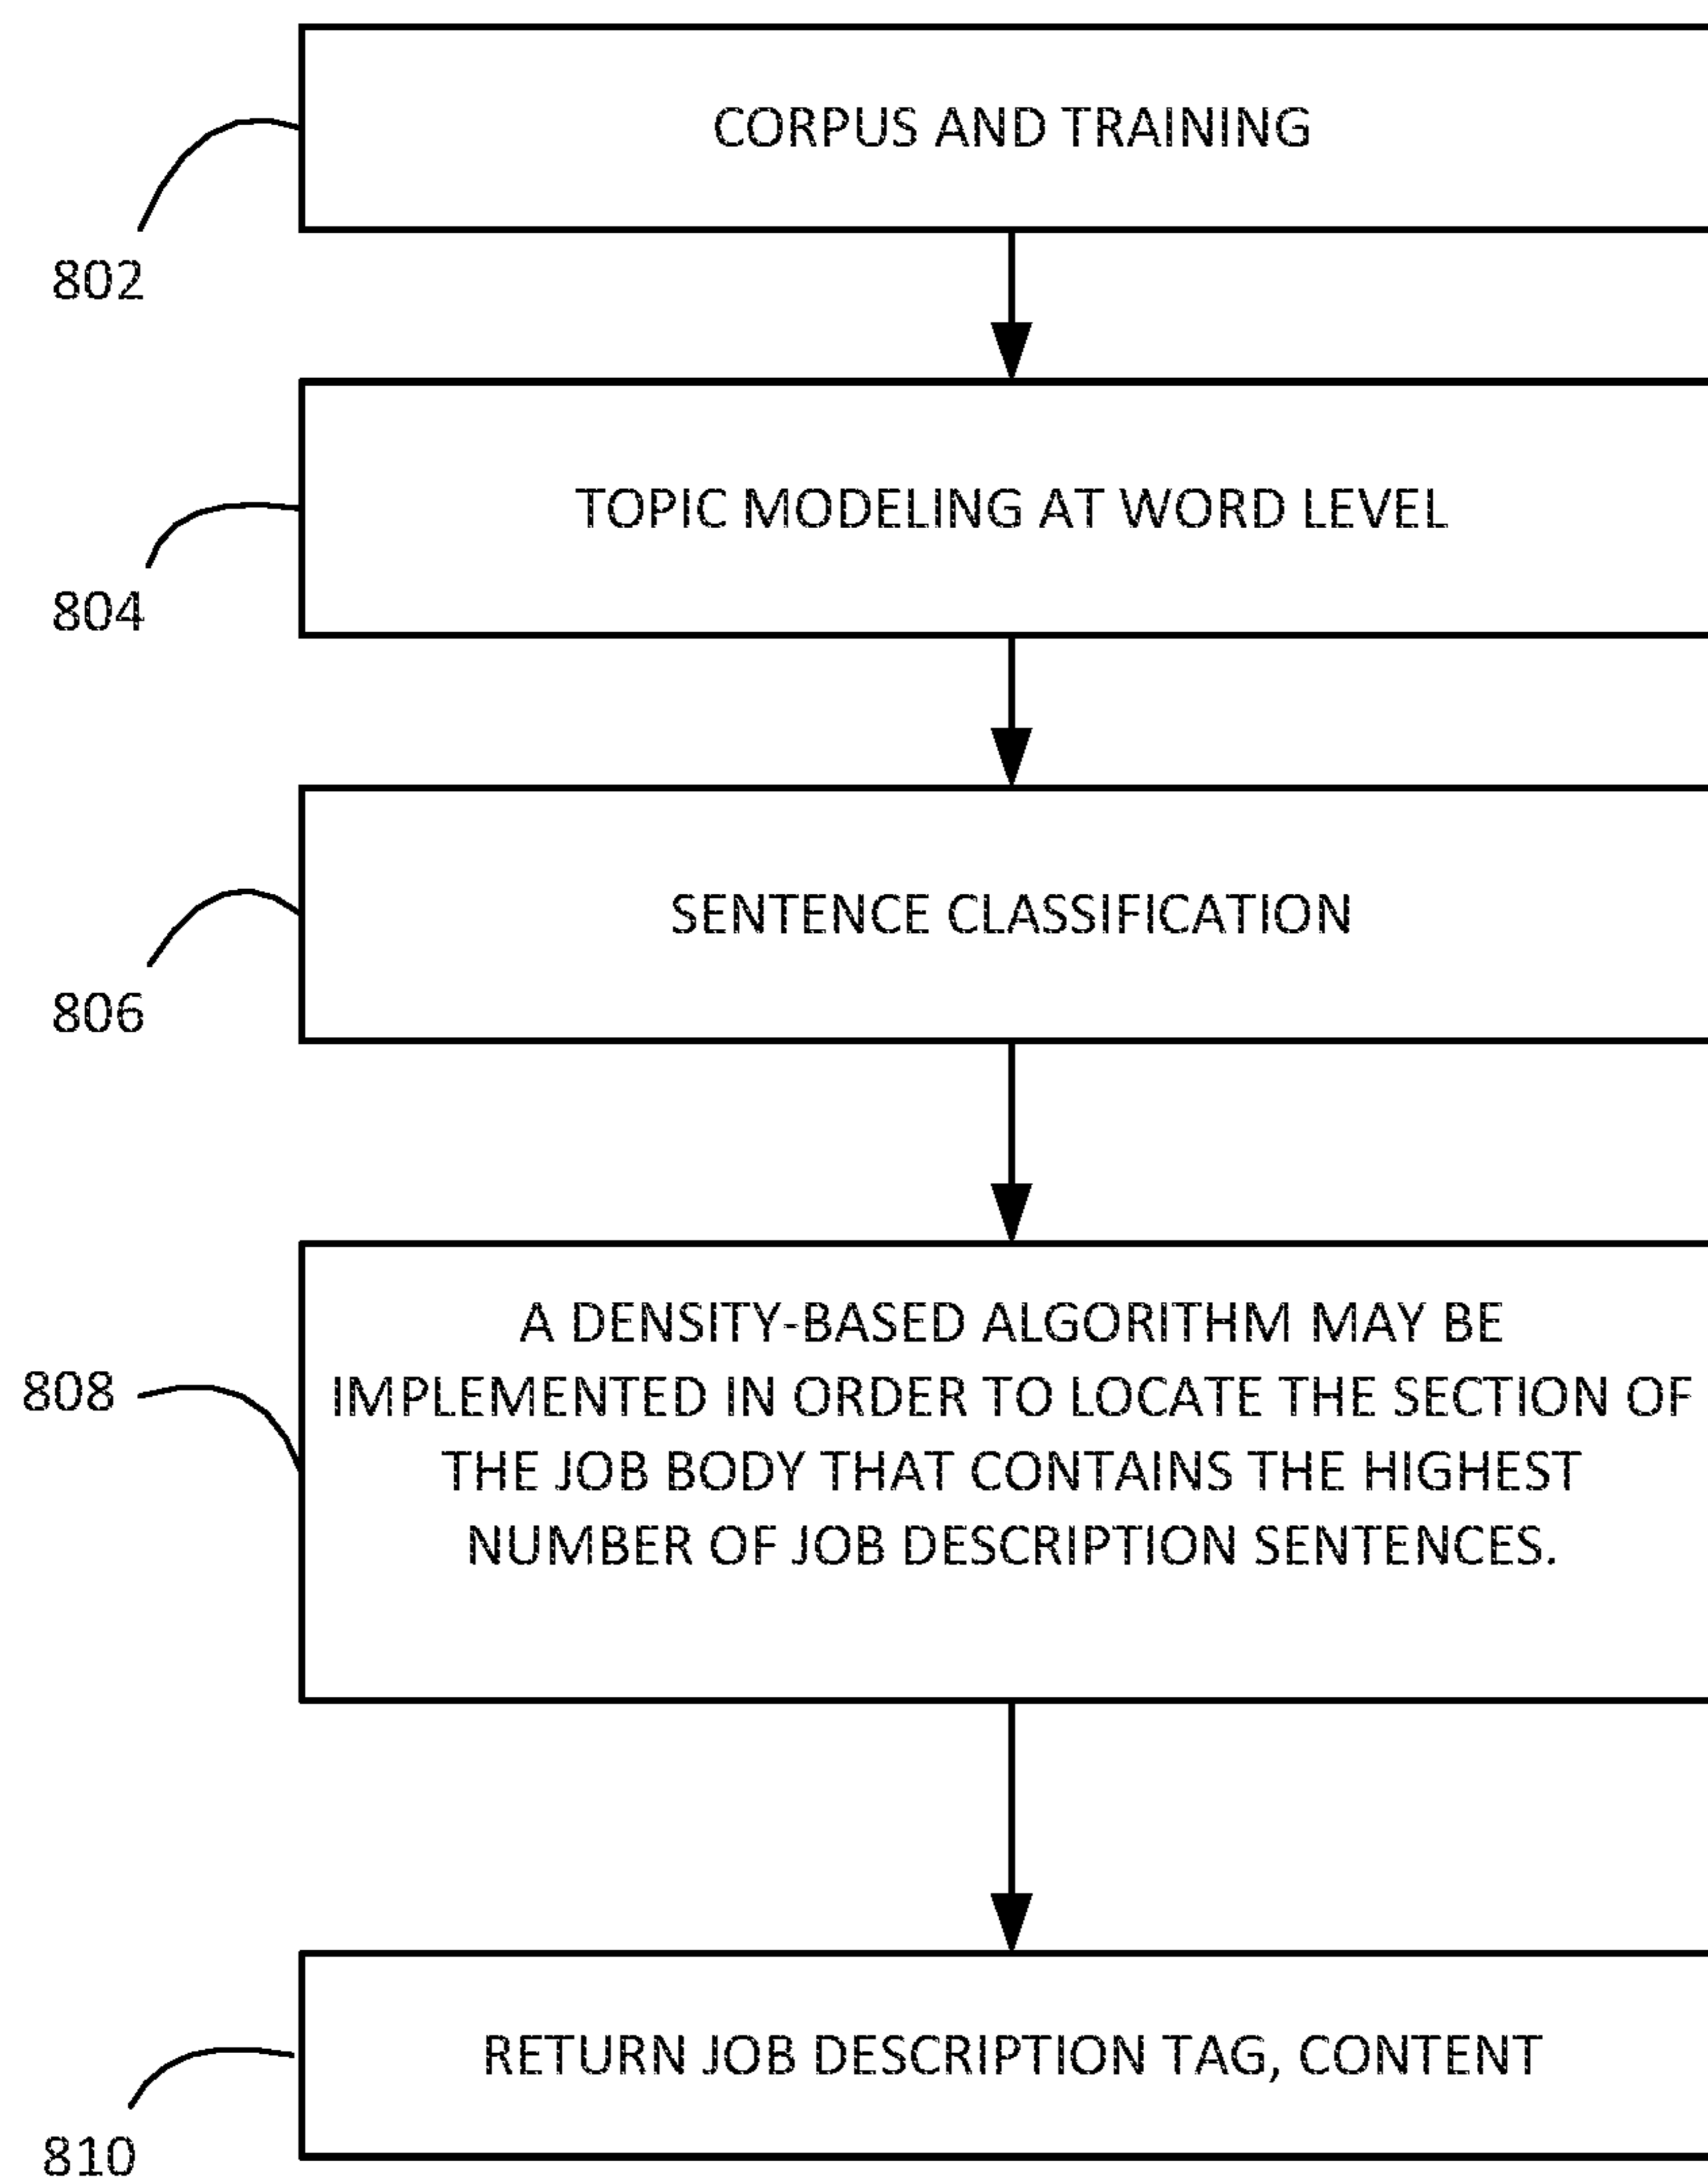 CORPUS AND TRAINING
802
TOPIC MODELING AT WORD LEVEL
804
SENTENCE CLASSIFICATION
806
A DENSITY-BASED ALGORITHM MAY BE
IMPLEMENTED IN ORDER TO LOCATE THE SECTION OF
808
THE JOB BODY THAT CONTAINS THE HIGHEST
NUMBER OF JOB DESCRIPTION SENTENCES.
RETURN JOB DESCRIPTION TAG, CONTENT
810